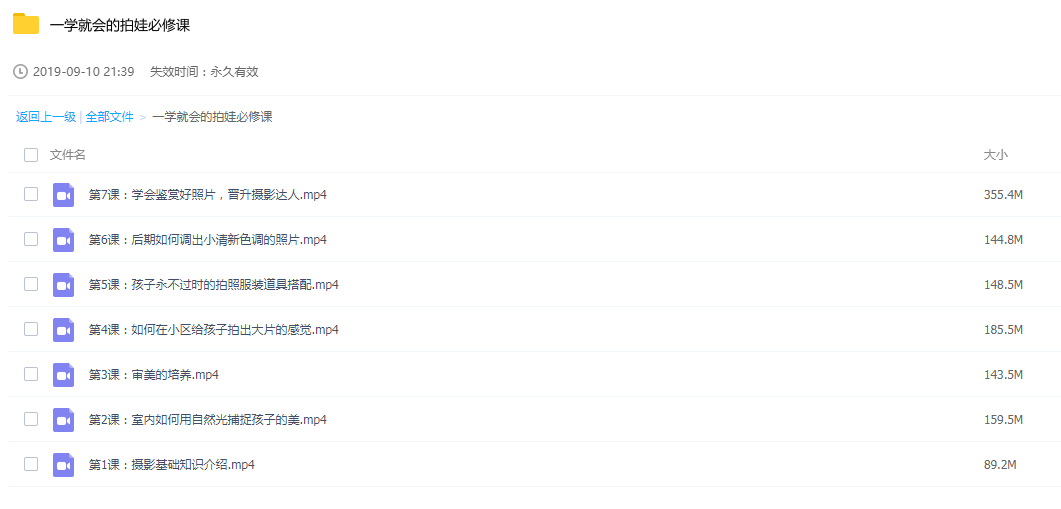 一学就会的拍娃必修课
2019-09-10 21:39 失效时间：永久有效
返回上一级 | 全部文件 > 一学就会的拍娃必修课
文件名 大小
第7课：学会鉴赏好照片，晋升摄影达人.mp4 355.4M
第6课：后期如何调出小清新色调的照片.mp4 144.8M
第5课：孩子永不过时的拍照服装道具搭配.mp4 148.5M
第4课：如何在小区给孩子拍出大片的感觉.mp4 185.5M
第3课：审美的培养.mp4 143.5M
第2课：室内如何用自然光捕捉孩子的美.mp4 159.5M
第1课：摄影基础知识介绍.mp4 89.2M